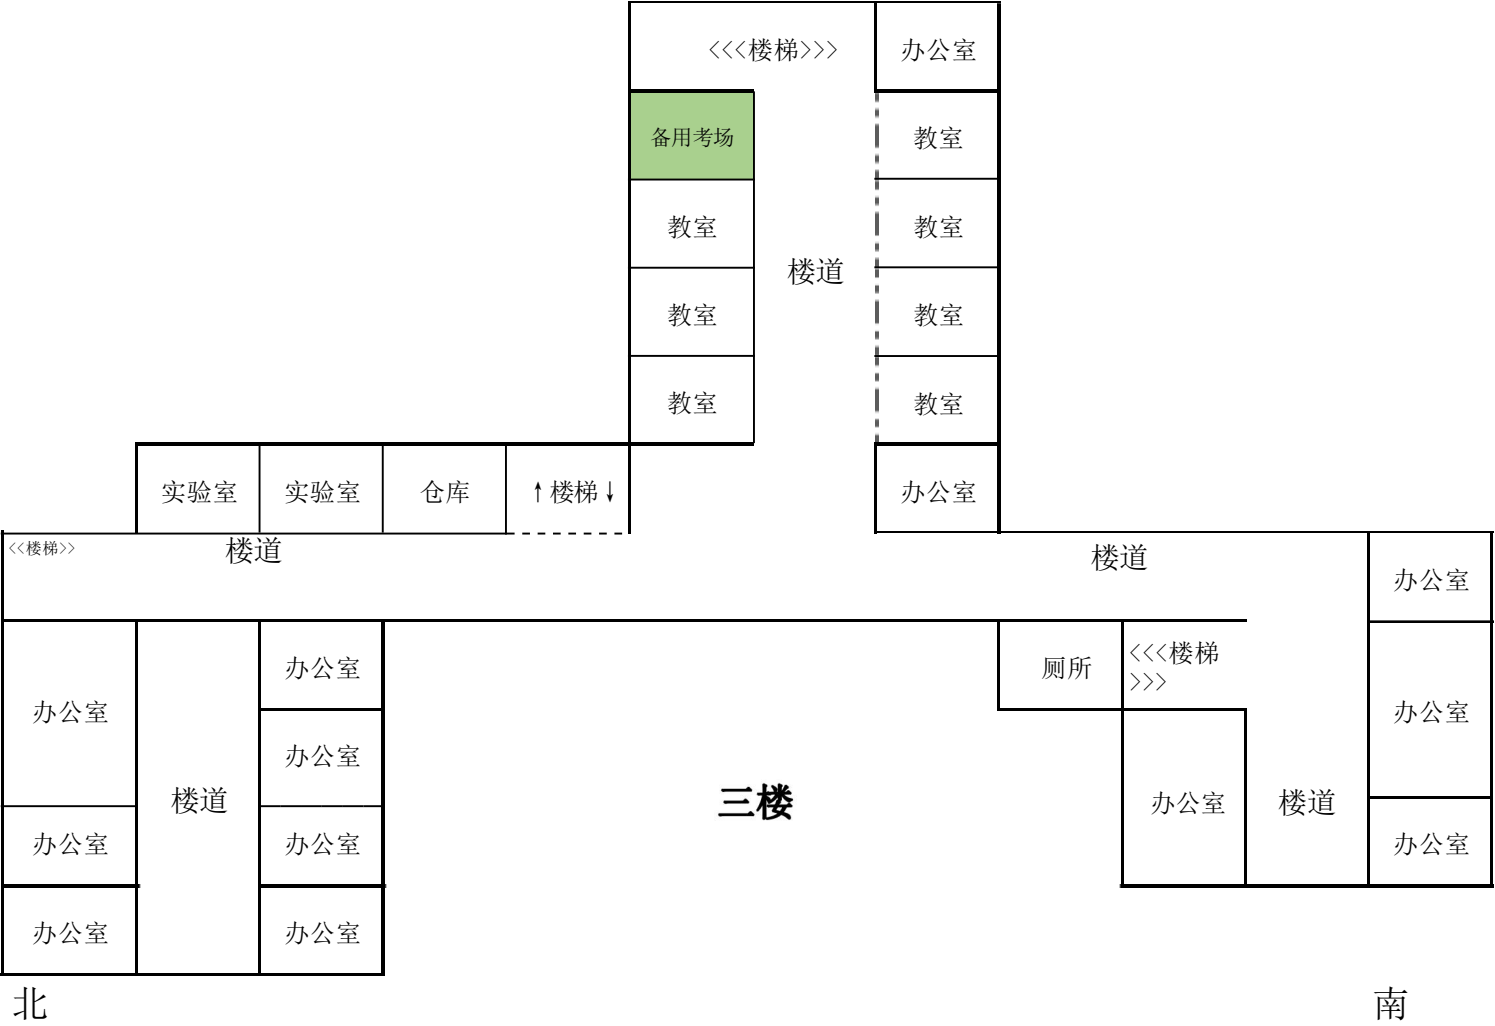 <<<楼梯>>>
办公室
备用考场
教室
教室
教室
楼道
教室
教室
教室
教室
实验室
实验室
仓库
↑楼梯↓
办公室
<<楼梯>>
楼道
楼道
办公室
办公室
厕所
<<<楼梯
>>>
办公室
办公室
办公室
楼道
三楼
办公室
楼道
办公室
办公室
办公室
办公室
办公室
北
南